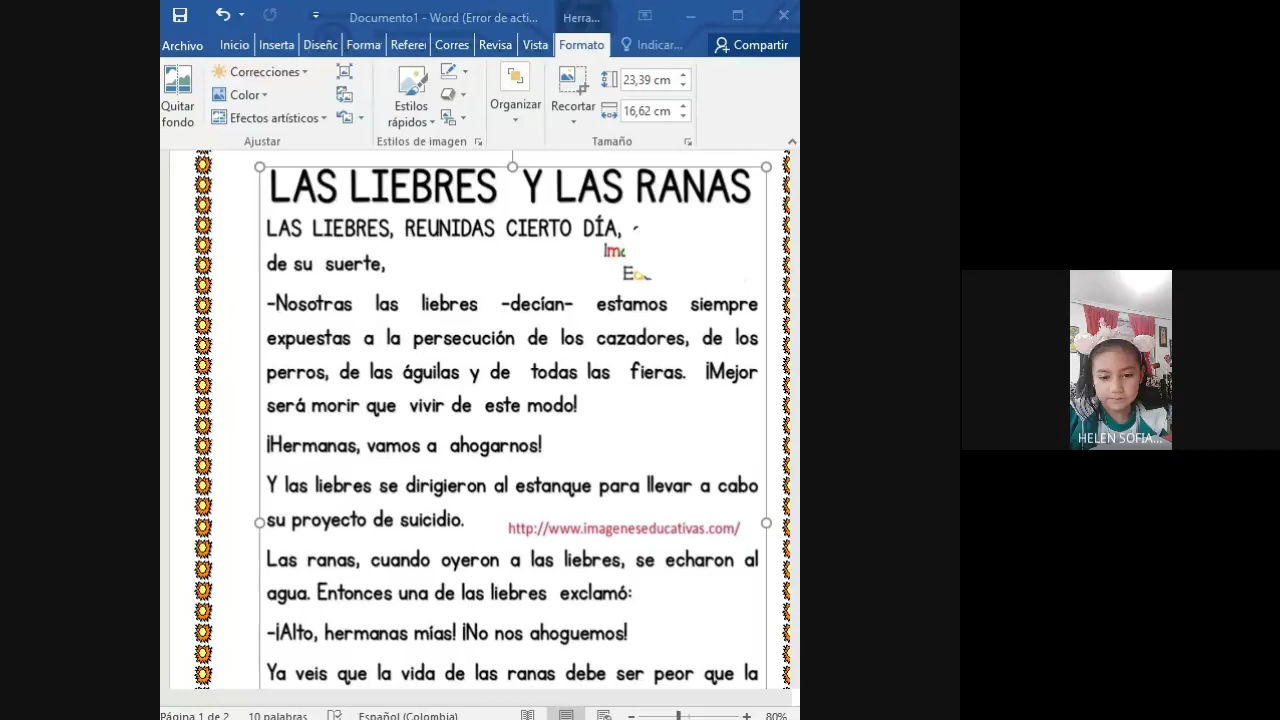 Documento1 - Word (Error de acti...
Herra...
Archivo
Inicio
Inserta
Diseño
Forma
Refere
Corres
Revisa
Vista
Formato
Indicar...
Compartir
Quitar
fondo
Correcciones
Color
Efectos artísticos
Ajustar
Estilos
rápidos
Estilos de imagen
Organizar
Recortar
23,39 cm
16,62 cm
Tamaño
LAS LIEBRES Y LAS RANAS
LAS LIEBRES, REUNIDAS CIERTO DÍA,
de su suerte,
-Nosotras las liebres -decían- estamos siempre
expuestas a la persecución de los cazadores, de los
perros, de las águilas y de todas las fieras. ¡Mejor
será morir que vivir de este modo!
¡Hermanas, vamos a ahogarnos!
Y las liebres se dirigieron al estanque para llevar a cabo
su proyecto de suicidio.
http://www.imageneseducativas.com/
Las ranas, cuando oyeron a las liebres, se echaron al
agua. Entonces una de las liebres exclamó:
-¡Alto, hermanas mías! ¡No nos ahoguemos!
Ya veis que la vida de las ranas debe ser peor que la
Página 1 de 2
10 palabras
Español (Colombia)
80%
HELEN SOFIA...